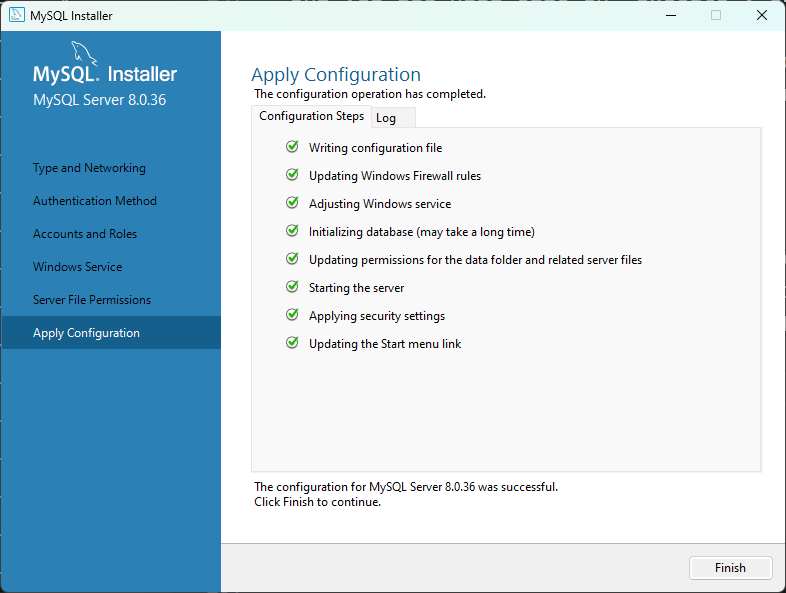 MySQL Installer
MySQL. Installer
MySQL Server 8.0.36
Type and Networking
Authentication Method
Accounts and Roles
Windows Service
Server File Permissions
Apply Configuration
Apply Configuration
The configuration operation has completed.
Configuration Steps
Log
Writing configuration file
Updating Windows Firewall rules
Adjusting Windows service
Initializing database (may take a long time)
Updating permissions for the data folder and related server files
Starting the server
Applying security settings
Updating the Start menu link
The configuration for MySQL Server 8.0.36 was successful.
Click Finish to continue.
Finish